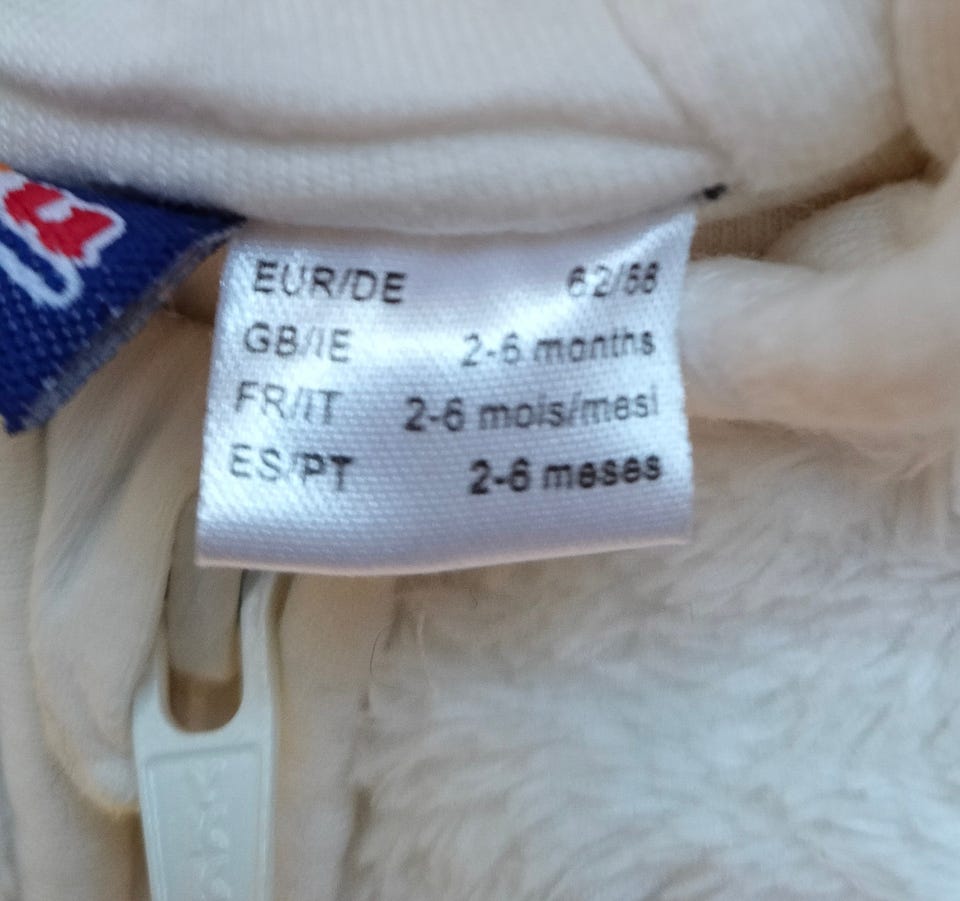 EUR/DE 62/68
GB/IE 2-6 months
FR/IT 2-6 mois/mesi
ES/PT 2-6 meses